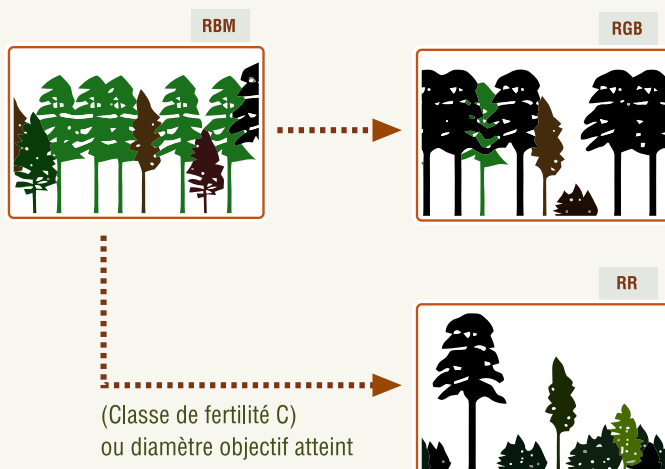 RBM
RGB
RR
(Classe de fertilité C)
ou diamètre objectif atteint